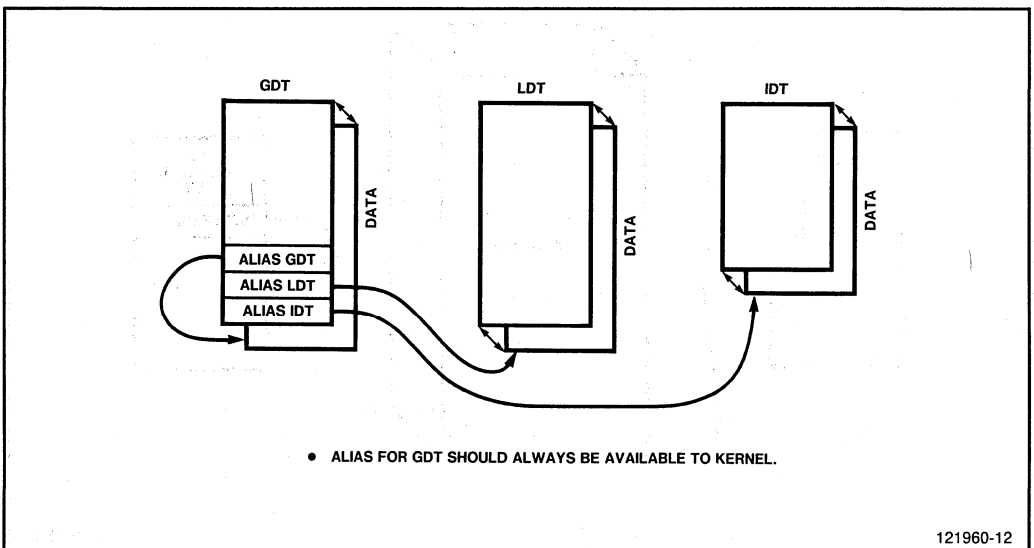 GDT
LDT
IDT
DATA
DATA
DATA
ALIAS GDT
ALIAS LDT
ALIAS IDT
● ALIAS FOR GDT SHOULD ALWAYS BE AVAILABLE TO KERNEL.
121960-12